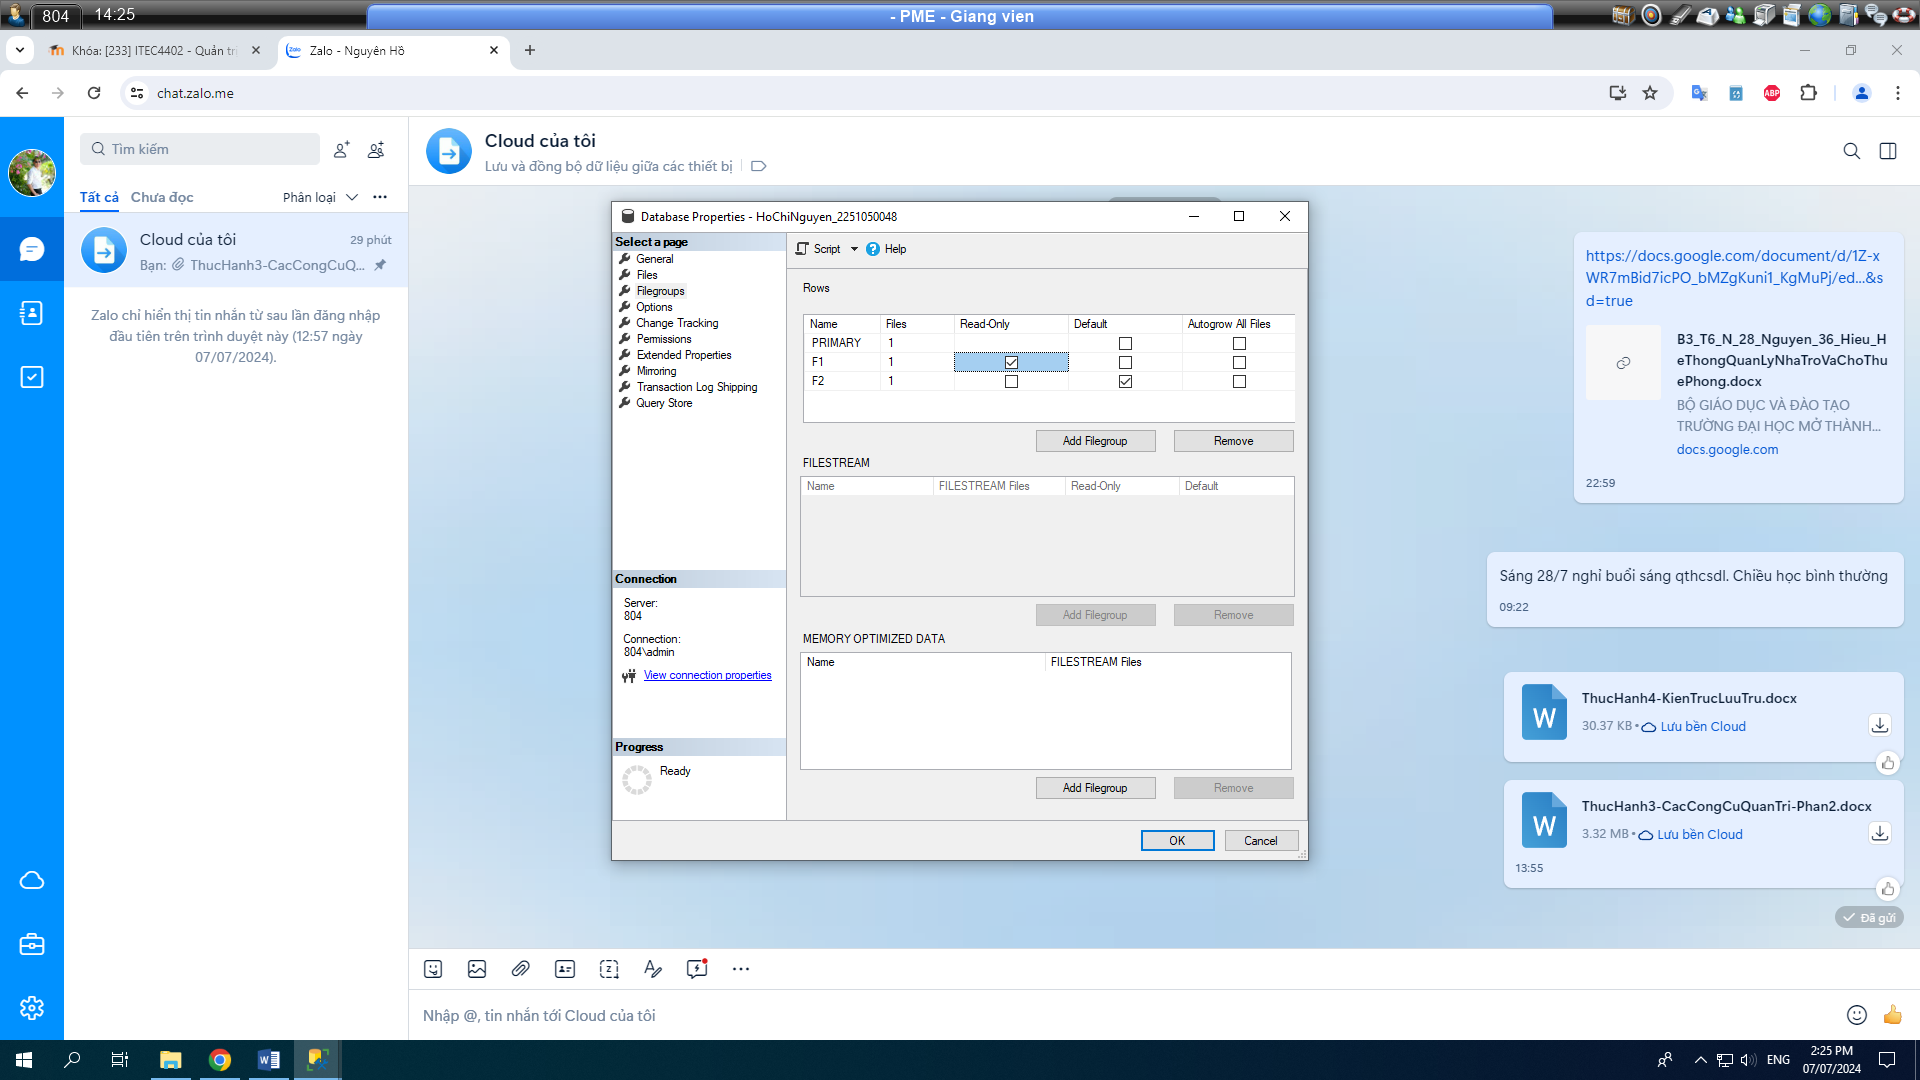 804
14:25
- PME - Giang vien
Khóa: [233] ITEC4402 - Quản tr
Zalo - Nguyên Hồ
chat.zalo.me
ABP
Tìm kiếm
Tất cả
Chưa đọc
Phân loại
Cloud của tôi
29 phút
Bạn:
ThucHanh3-CacCongCuQ...
Zalo chỉ hiển thị tin nhắn từ sau lần đăng nhập
đầu tiên trên trình duyệt này (12:57 ngày
07/07/2024).
Cloud của tôi
Lưu và đồng bộ dữ liệu giữa các thiết bị
Database Properties - HoChiNguyen_2251050048
Select a page
General
Files
Filegroups
Options
Change Tracking
Permissions
Extended Properties
Mirroring
Transaction Log Shipping
Query Store
Connection
Server:
804
Connection:
804\admin
View connection properties
Progress
Ready
Script
Help
Rows
Name Files Read-Only Default Autogrow All Files
PRIMARY 1
F1 1
F2 1
Add Filegroup
Remove
FILESTREAM
Name FILESTREAM Files Read-Only Default
Add Filegroup
Remove
MEMORY OPTIMIZED DATA
Name FILESTREAM Files
Add Filegroup
Remove
OK
Cancel
https://docs.google.com/document/d/1Z-x
WR7mBid7icPO_bMZgKuni1_KgMuPj/ed...&s
d=true
B3_T6_N_28_Nguyen_36_Hieu_H
eThongQuanLyNhaTroVaChoThu
ePhong.docx
BỘ GIÁO DỤC VÀ ĐÀO TẠO
TRƯỜNG ĐẠI HỌC MỞ THÀNH...
docs.google.com
22:59
Sáng 28/7 nghỉ buổi sáng qthcsdl. Chiều học bình thường
09:22
W
ThucHanh4-KienTrucLuuTru.docx
30.37 KB •
Lưu bền Cloud
W
ThucHanh3-CacCongCuQuanTri-Phan2.docx
3.32 MB •
Lưu bền Cloud
13:55
Đã gửi
Nhập @, tin nhắn tới Cloud của tôi
ENG
2:25 PM
07/07/2024